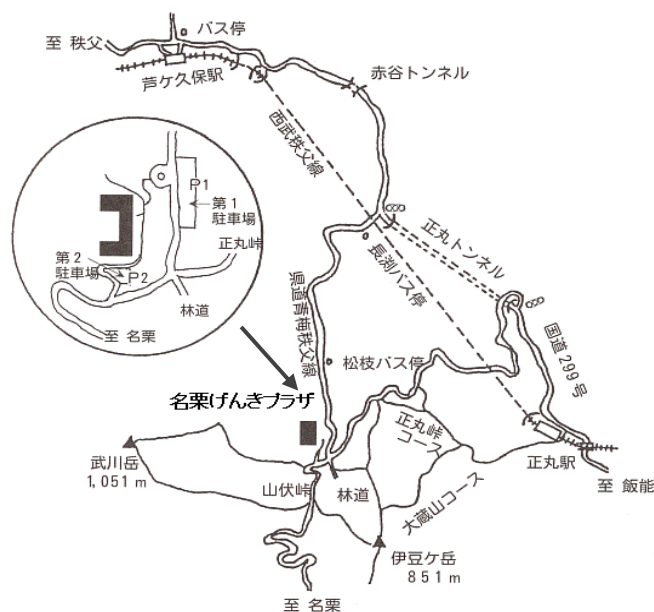 バス停
至 秩父
芦ケ久保駅
赤谷トンネル
西武秩父線
P1
第1
駐車場
正丸峠
第2
駐車場
P2
林道
至 名栗
正丸トンネル
長渕バス停
県道青梅秩父線
国道299号
松枝バス停
名栗げんきプラザ
正丸峠
コース
武川岳
1,051m
正丸駅
山伏峠
林道
大蔵山コース
至 飯能
伊豆ケ岳
851m
至 名栗